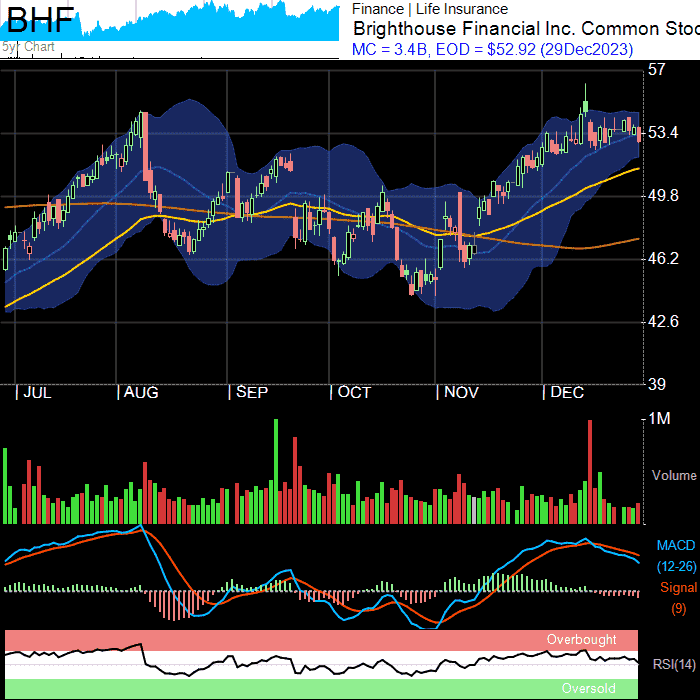 BHF
5yr Chart
Finance | Life Insurance
Brighthouse Financial Inc. Common Stoc
MC = 3.4B, EOD = $52.92 (29Dec2023)
57
53.4
49.8
46.2
42.6
39
| JUL | AUG | SEP | OCT | NOV | DEC
1M
Volume
MACD
(12-26)
Signal
(9)
Overbought
RSI(14)
Oversold